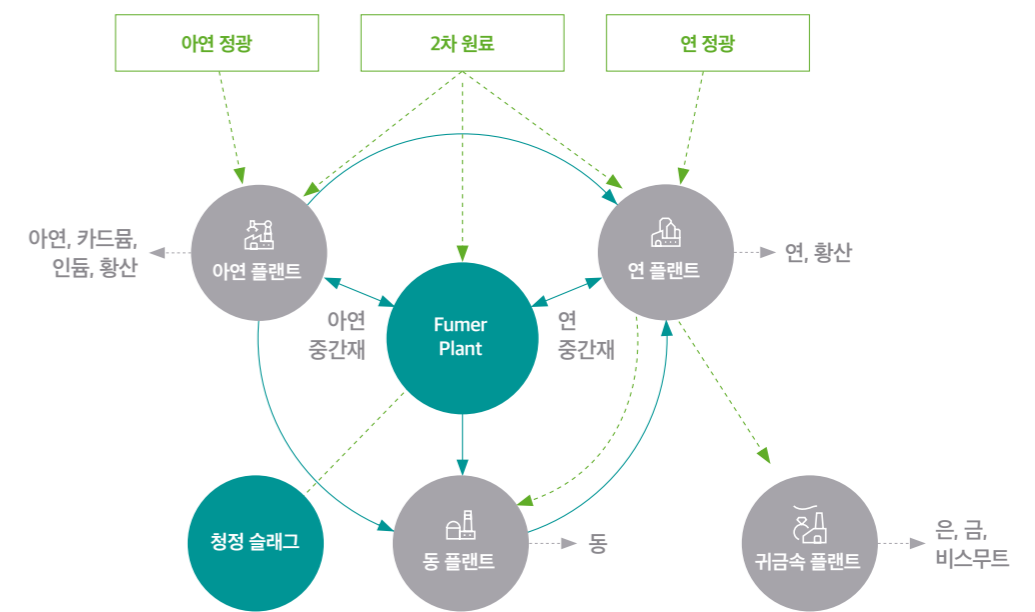 아연 정광
2차 원료
연 정광
아연, 카드뮴,
인듐, 황산
아연 플랜트
연 플랜트
연, 황산
아연
중간재
Fumer
Plant
연
중간재
청정 슬래그
동 플랜트
동
귀금속 플랜트
은, 금,
비스무트